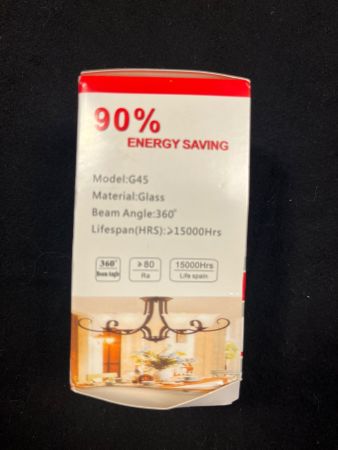 90%
ENERGY SAVING
Model:G45
Material:Glass
Beam Angle:360°
Lifespan(HRS):≥15000Hrs
360°
Beam Angle
≥80
Ra
15000Hrs
Life spain